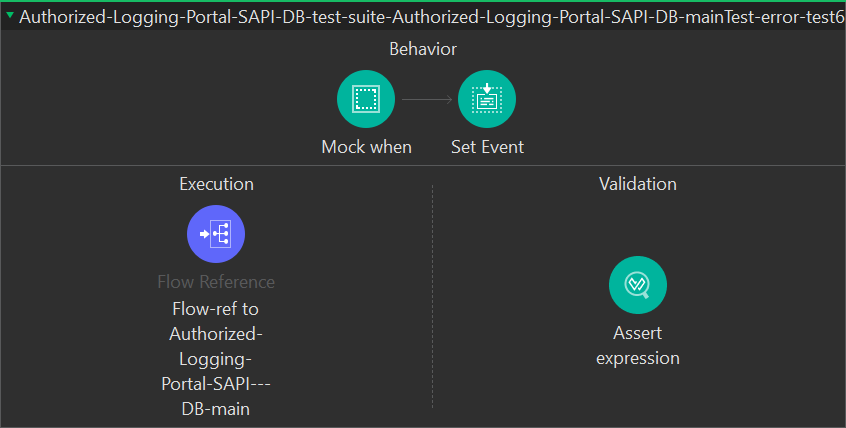 Authorized-Logging-Portal-SAPI-DB-test-suite-Authorized-Logging-Portal-SAPI-DB-mainTest-error-test6
Behavior
Mock when
Set Event
Execution
Flow Reference
Flow-ref to
Authorized-
Logging-
Portal-SAPI---
DB-main
Validation
Assert
expression